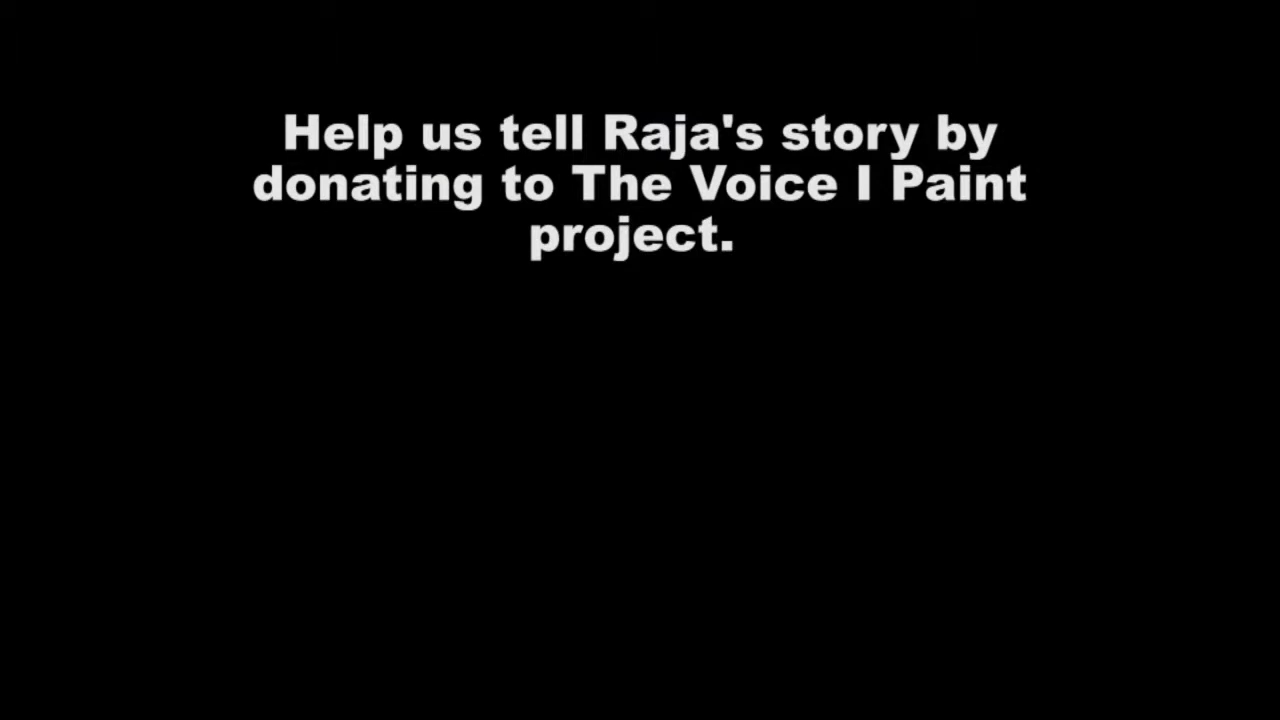 Help us tell Raja's story by
donating to The Voice I Paint
project.